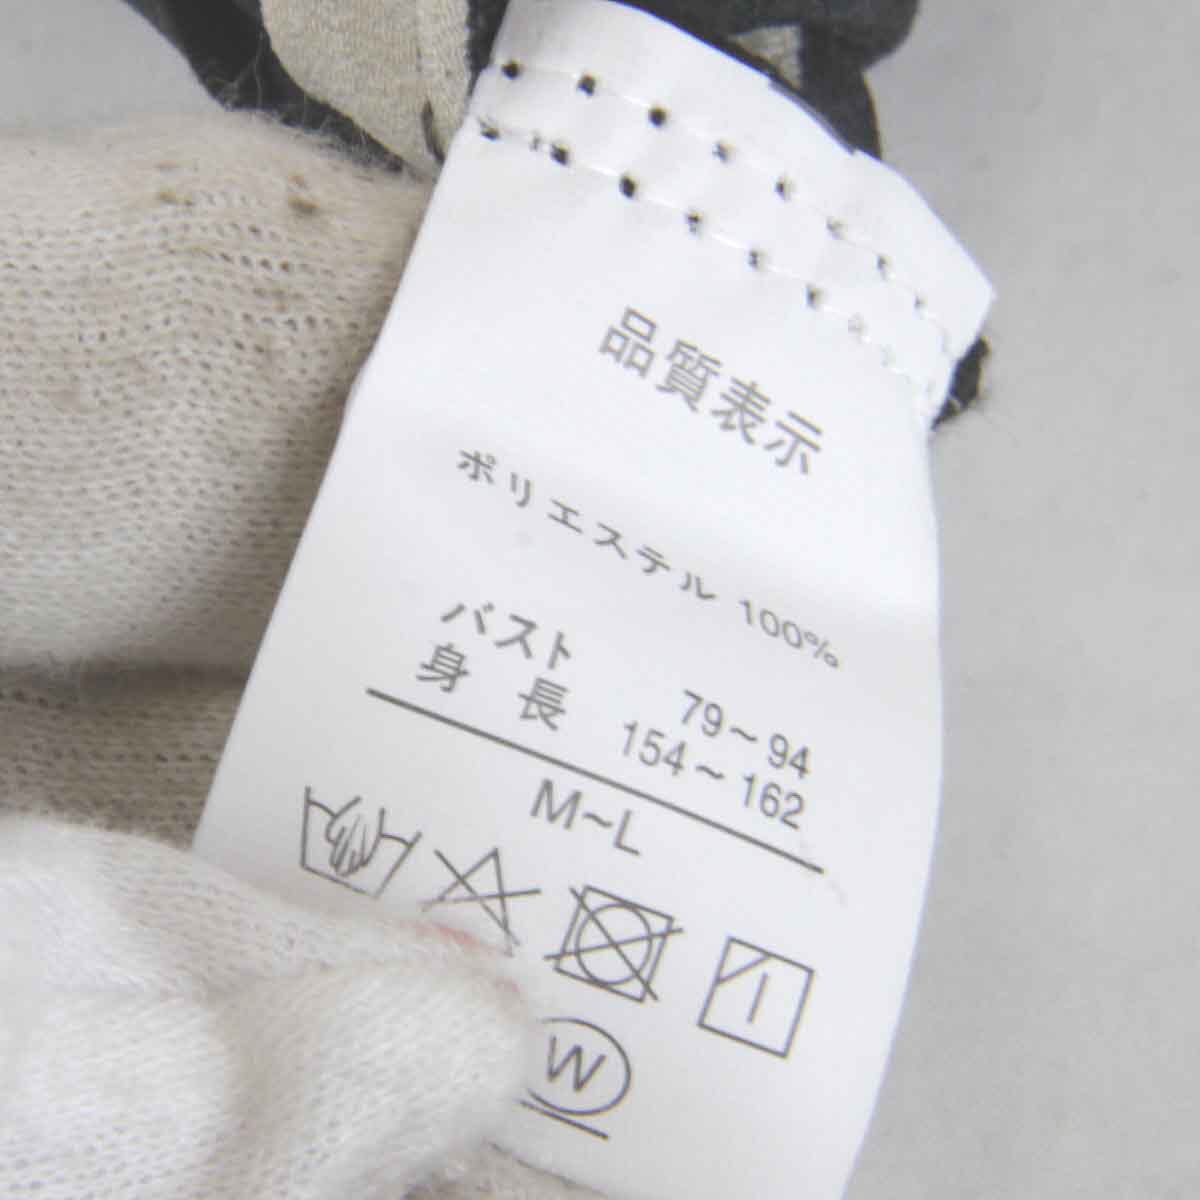 品質表示
ポリエステル 100%
バスト 79～94
身長 154～162
M～L
W